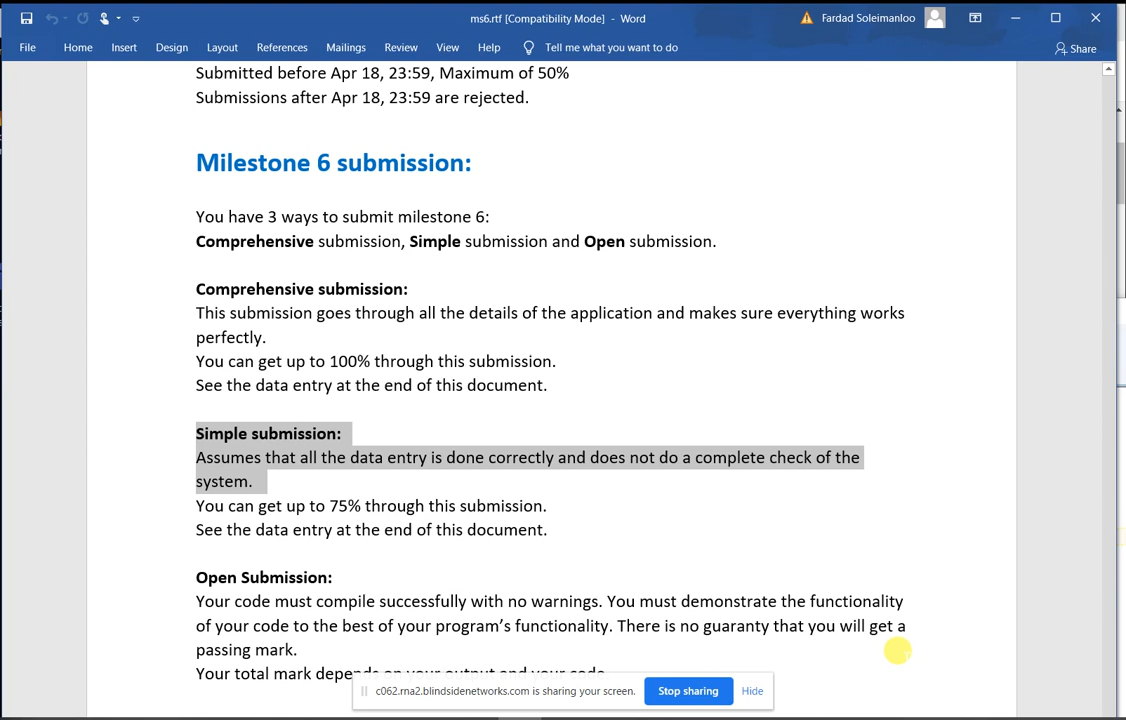 ms6.rtf [Compatibility Mode] - Word
Fardad Soleimanloo
File Home Insert Design Layout References Mailings Review View Help Tell me what you want to do
Share
Submitted before Apr 18, 23:59, Maximum of 50%
Submissions after Apr 18, 23:59 are rejected.
Milestone 6 submission:
You have 3 ways to submit milestone 6:
Comprehensive submission, Simple submission and Open submission.
Comprehensive submission:
This submission goes through all the details of the application and makes sure everything works
perfectly.
You can get up to 100% through this submission.
See the data entry at the end of this document.
Simple submission:
Assumes that all the data entry is done correctly and does not do a complete check of the
system.
You can get up to 75% through this submission.
See the data entry at the end of this document.
Open Submission:
Your code must compile successfully with no warnings. You must demonstrate the functionality
of your code to the best of your program's functionality. There is no guaranty that you will get a
passing mark.
Your total mark depends on your output and your code.
c062.rna2.blindsidenetworks.com is sharing your screen.
Stop sharing
Hide